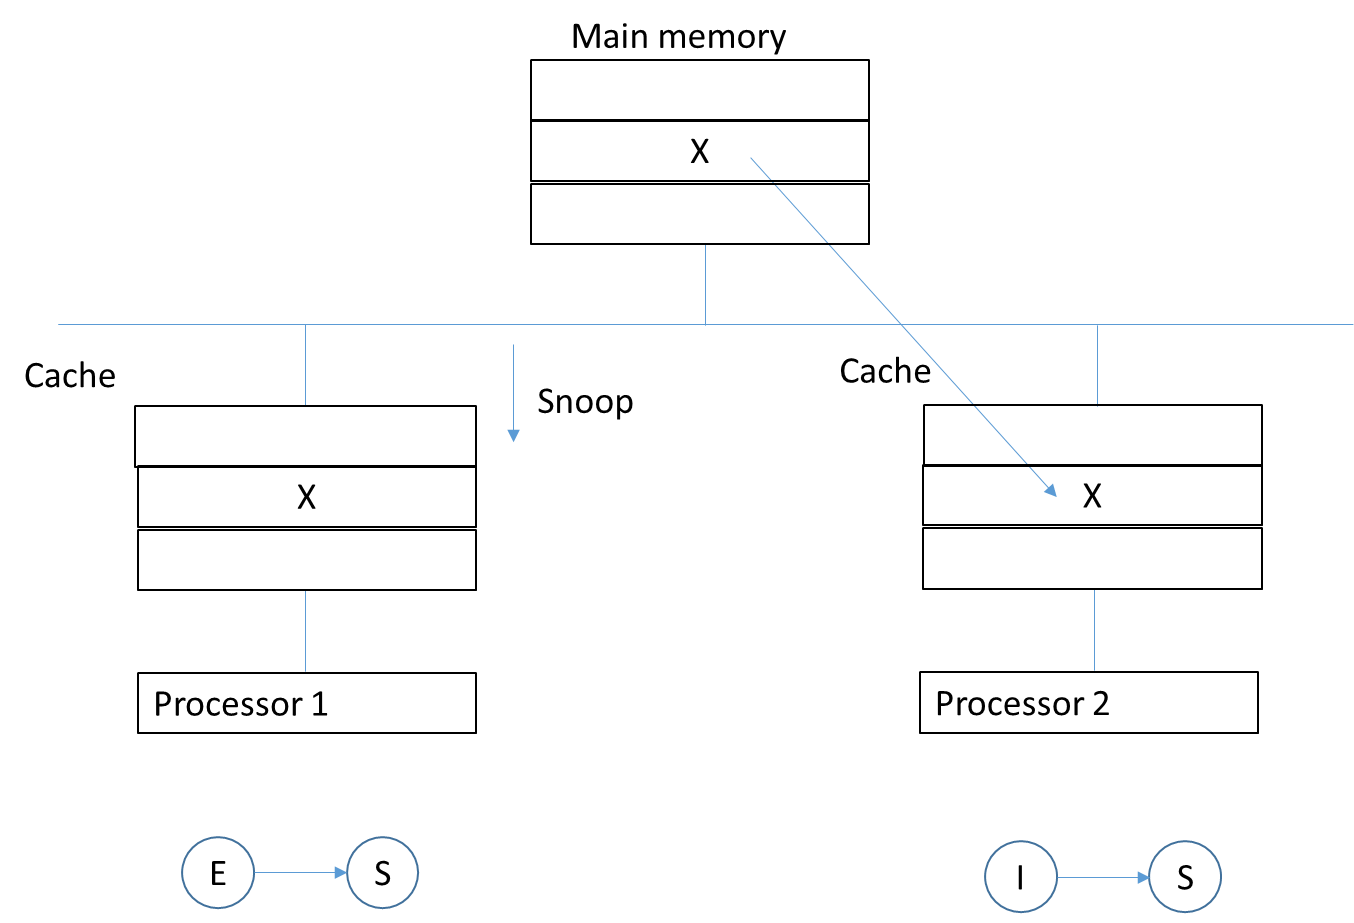 Main memory
X
Cache
Snoop
Cache
X
X
Processor 1
Processor 2
E
S
I
S